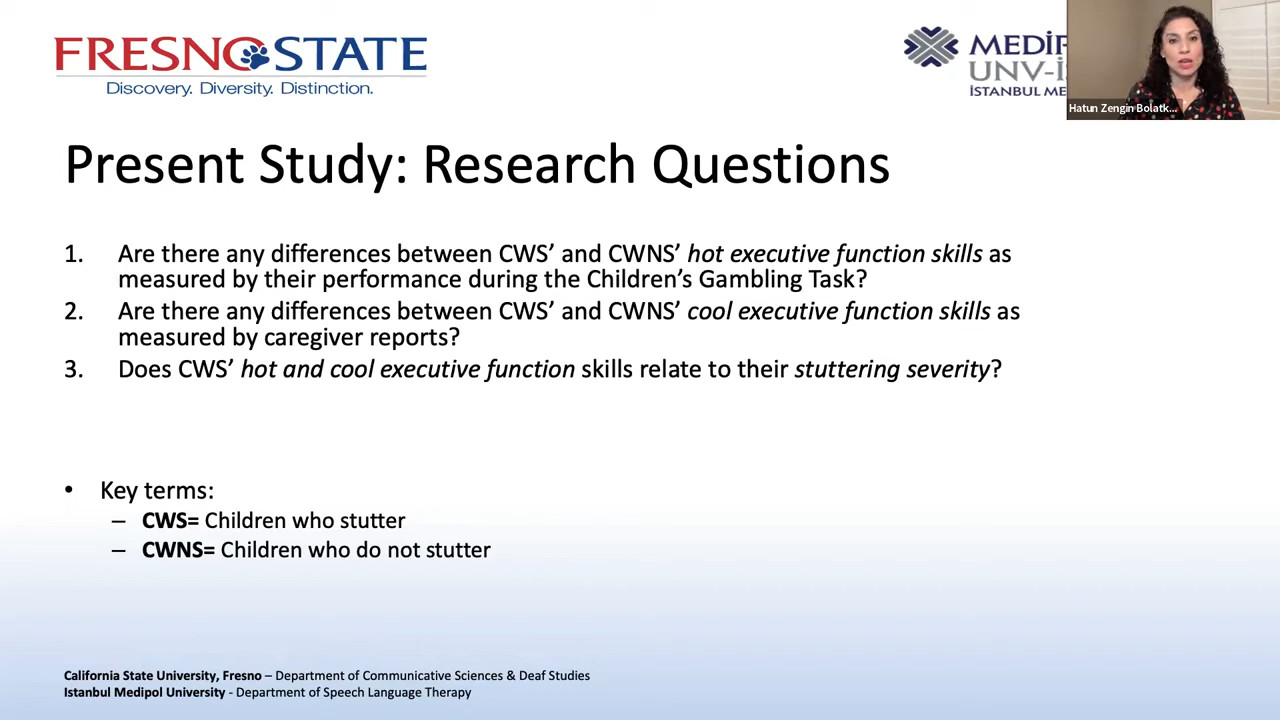 FRESNO STATE
Discovery. Diversity. Distinction.
UNV-İS
İSTANBUL
Hatun Zengin Bolatk...
Present Study: Research Questions
1. Are there any differences between CWS’ and CWNS’ hot executive function skills as
measured by their performance during the Children’s Gambling Task?
2. Are there any differences between CWS’ and CWNS’ cool executive function skills as
measured by caregiver reports?
3. Does CWS’ hot and cool executive function skills relate to their stuttering severity?
• Key terms:
– CWS= Children who stutter
– CWNS= Children who do not stutter
California State University, Fresno – Department of Communicative Sciences & Deaf Studies
Istanbul Medipol University - Department of Speech Language Therapy